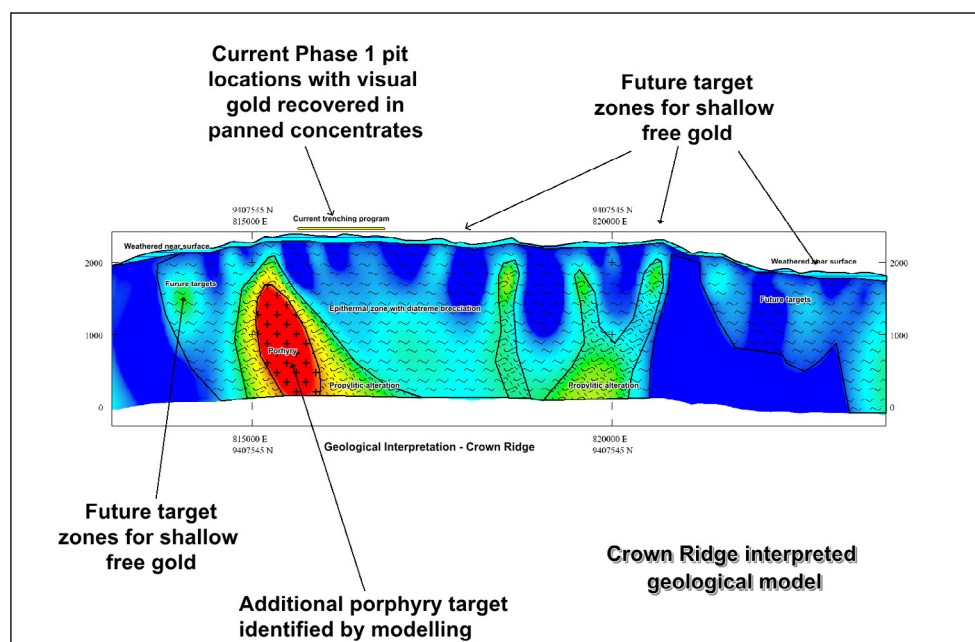 Current Phase 1 pit
locations with visual
gold recovered in
panned concentrates
Future target
zones for shallow
free gold
9407545 N
815000 E
Current trenching program
9407545 N
820000 E
Weathered near surface
Weathered near surface
2000
2000
Furure targets
Future targets
Epithermal zone with diatreme brecciation
1000
1000
Porphyry
Propylitic alteration
Propylitic alteration
0
0
815000 E
9407545 N
Geological Interpretation - Crown Ridge
820000 E
9407545 N
Future target
zones for shallow
free gold
Crown Ridge interpreted
geological model
Additional porphyry target
identified by modelling